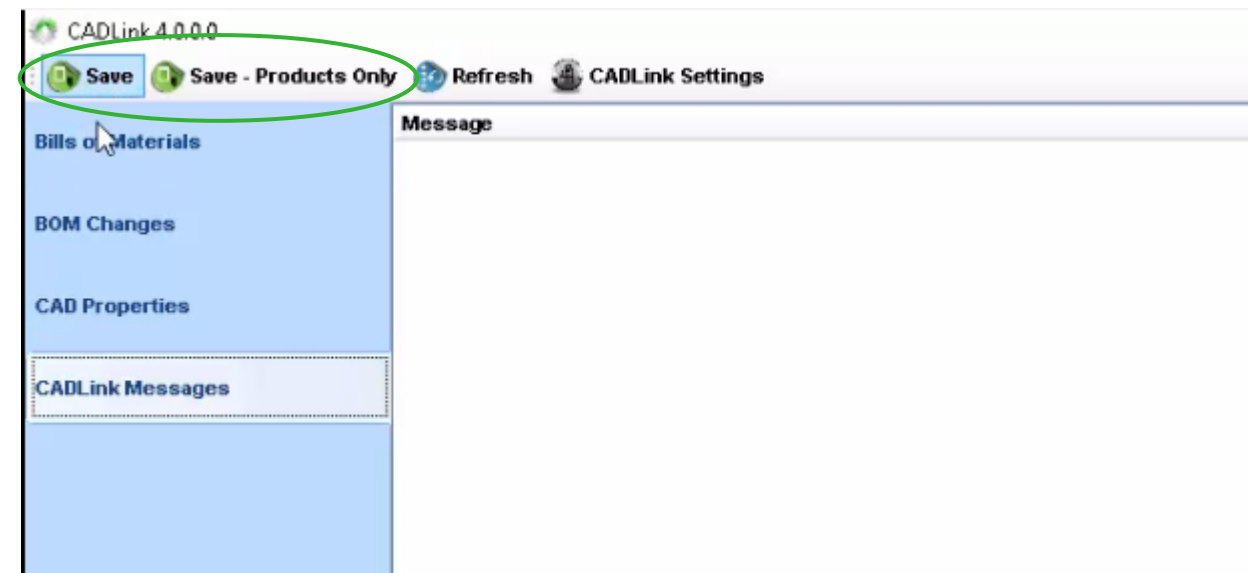 CADLink 4.0.0.0
Save Save - Products Only Refresh CADLink Settings
Message
Bills of Materials
BOM Changes
CAD Properties
CADLink Messages